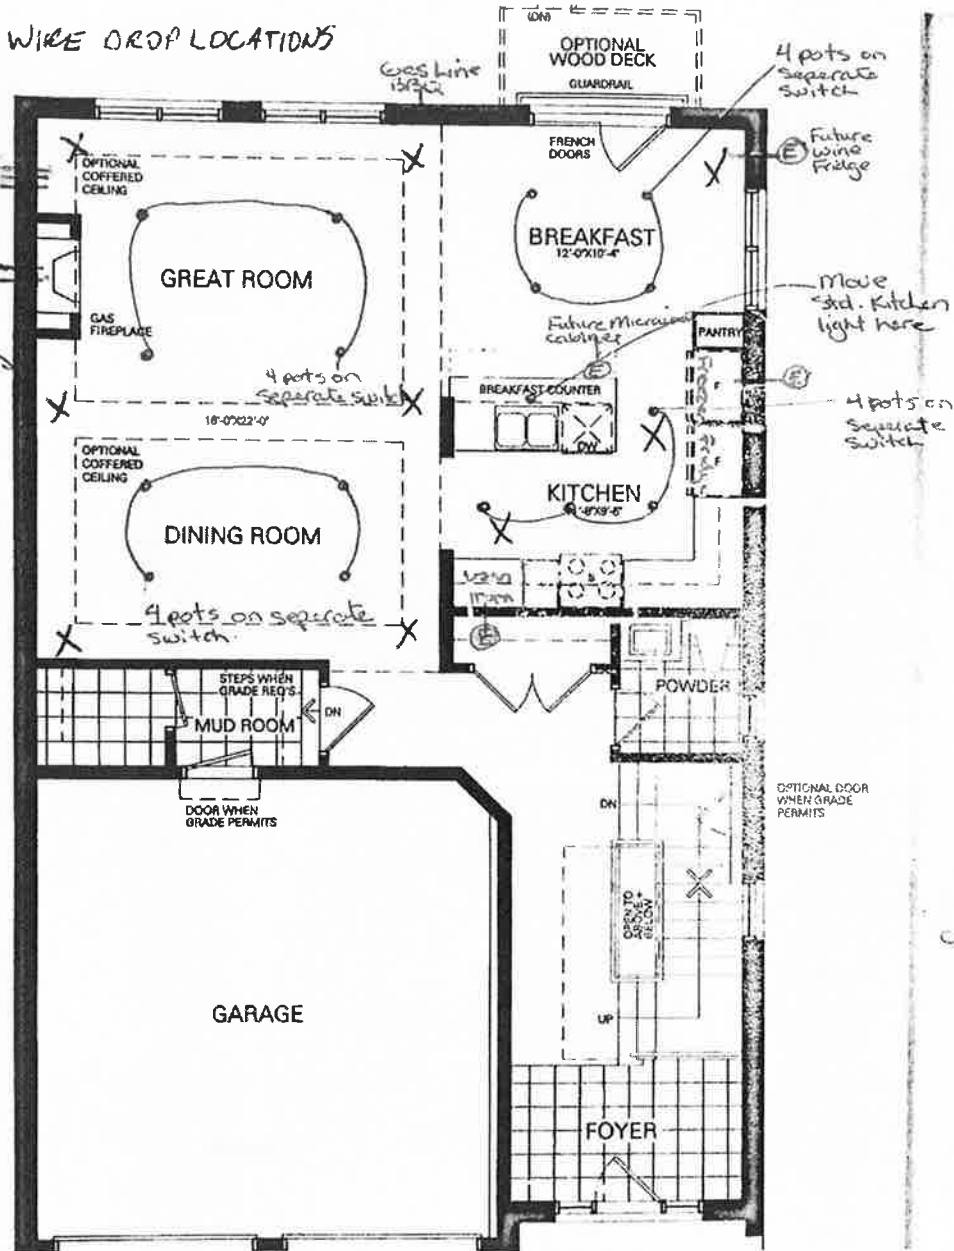 WIRE DROP LOCATIONS
(DN)
OPTIONAL
WOOD DECK
GUARDRAIL
Gas Line
BBQ
4 pots on
seperate
switch
FRENCH
DOORS
E
Future
wine
Fridge
OPTIONAL
COFFERED
CEILING
GREAT ROOM
BREAKFAST
12'-0"X10'-4"
GAS
FIREPLACE
Move
Std. Kitchen
light here
Future
cabinet
E
PANTRY
4 pots on
Seperate switch
BREAKFAST COUNTER
F
E
16'-0"X22'-0"
4 pots on
seperate
switch
DW
F
OPTIONAL
COFFERED
CEILING
KITCHEN
DINING ROOM
S
4 pots on separate
switch.
E
STEPS WHEN
GRADE REQ'S
DN
MUD ROOM
POWDER
DOOR WHEN
GRADE PERMITS
DN
OPTIONAL DOOR
WHEN GRADE
PERMITS
OPEN TO
ABOVE +
BELOW
GARAGE
UP
FOYER